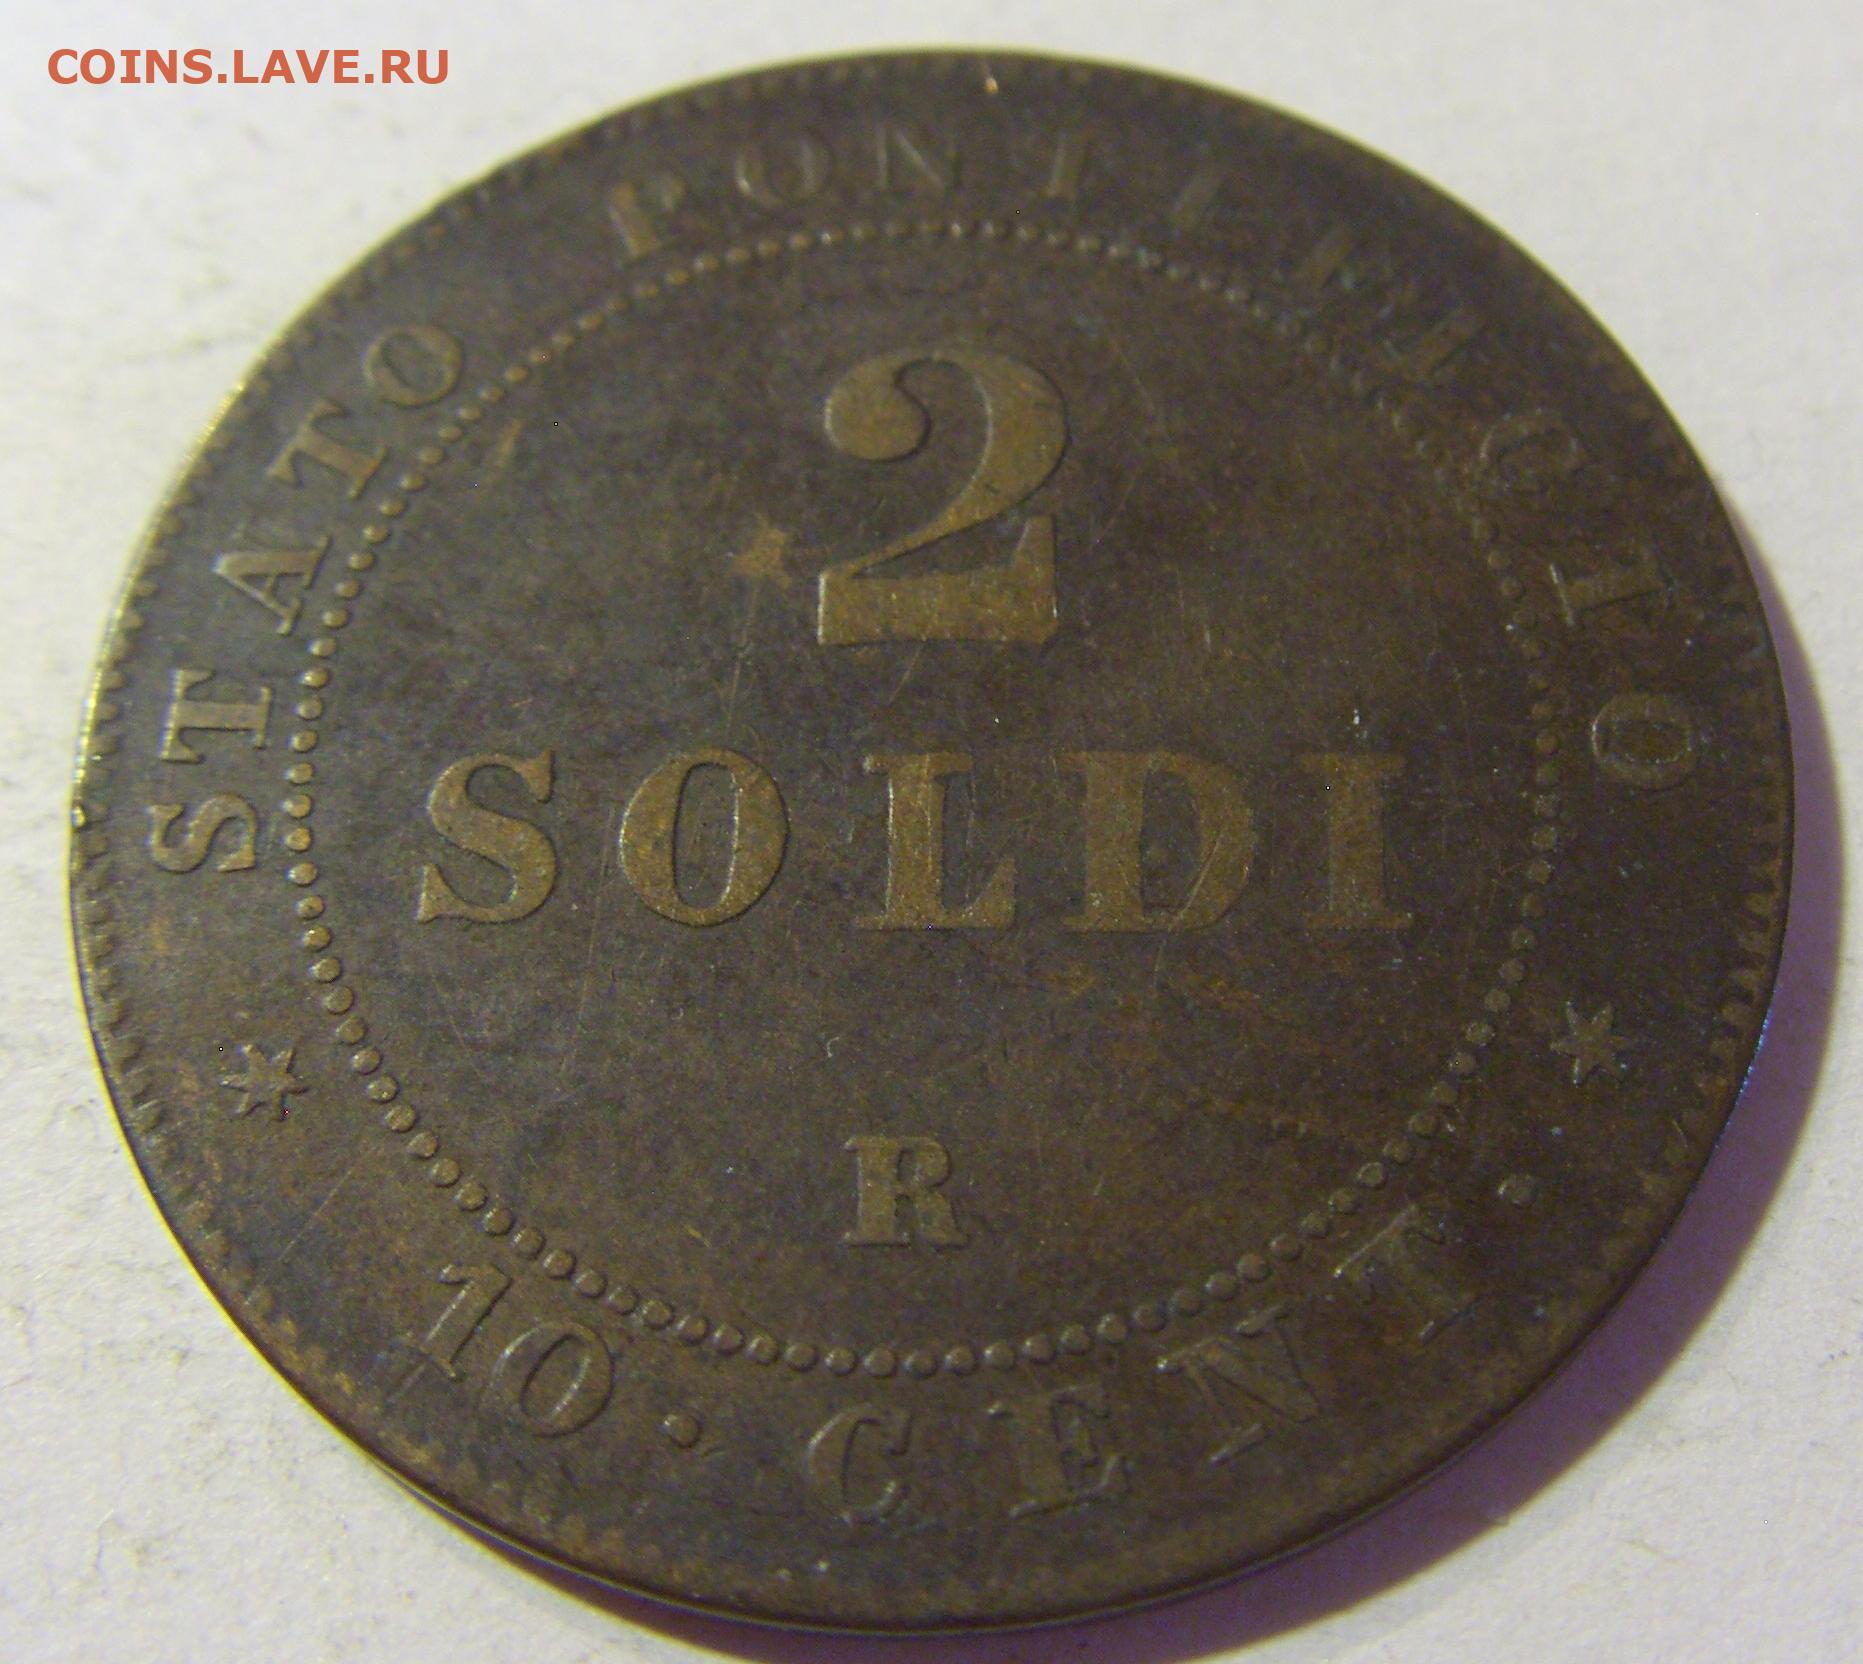 COINS.LAVE.RU
STATO PONTIFICIO
2
SOLDI
R
10 · CENT ·